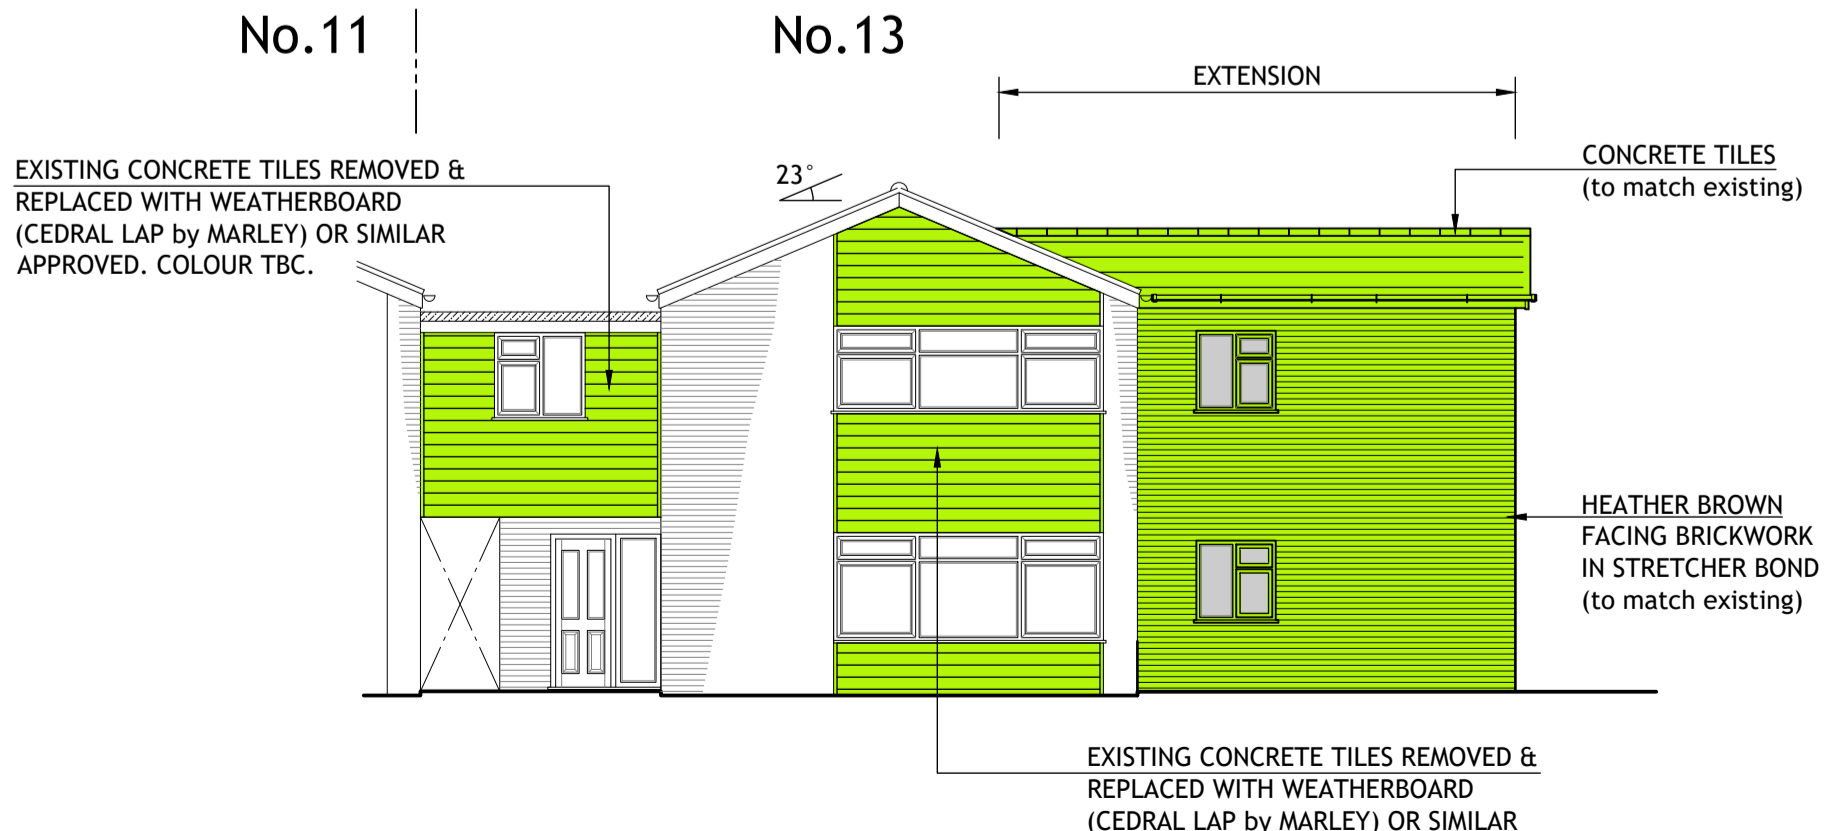 No.11
No.13
EXTENSION
CONCRETE TILES
(to match existing)
EXISTING CONCRETE TILES REMOVED &
REPLACED WITH WEATHERBOARD
(CEDRAL LAP by MARLEY) OR SIMILAR
APPROVED. COLOUR TBC.
23°
HEATHER BROWN
FACING BRICKWORK
IN STRETCHER BOND
(to match existing)
EXISTING CONCRETE TILES REMOVED &
REPLACED WITH WEATHERBOARD
(CEDRAL LAP by MARLEY) OR SIMILAR